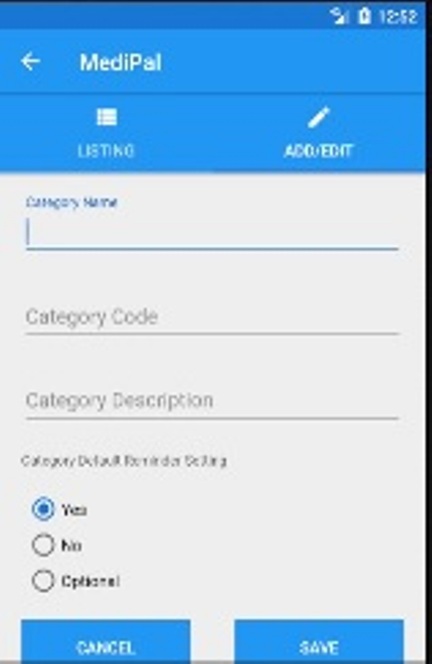 12:52
MediPal
LISTING
ADD/EDIT
Category Name
Category Code
Category Description
Category Default Reminder Setting
Yes
No
Optional
CANCEL
SAVE